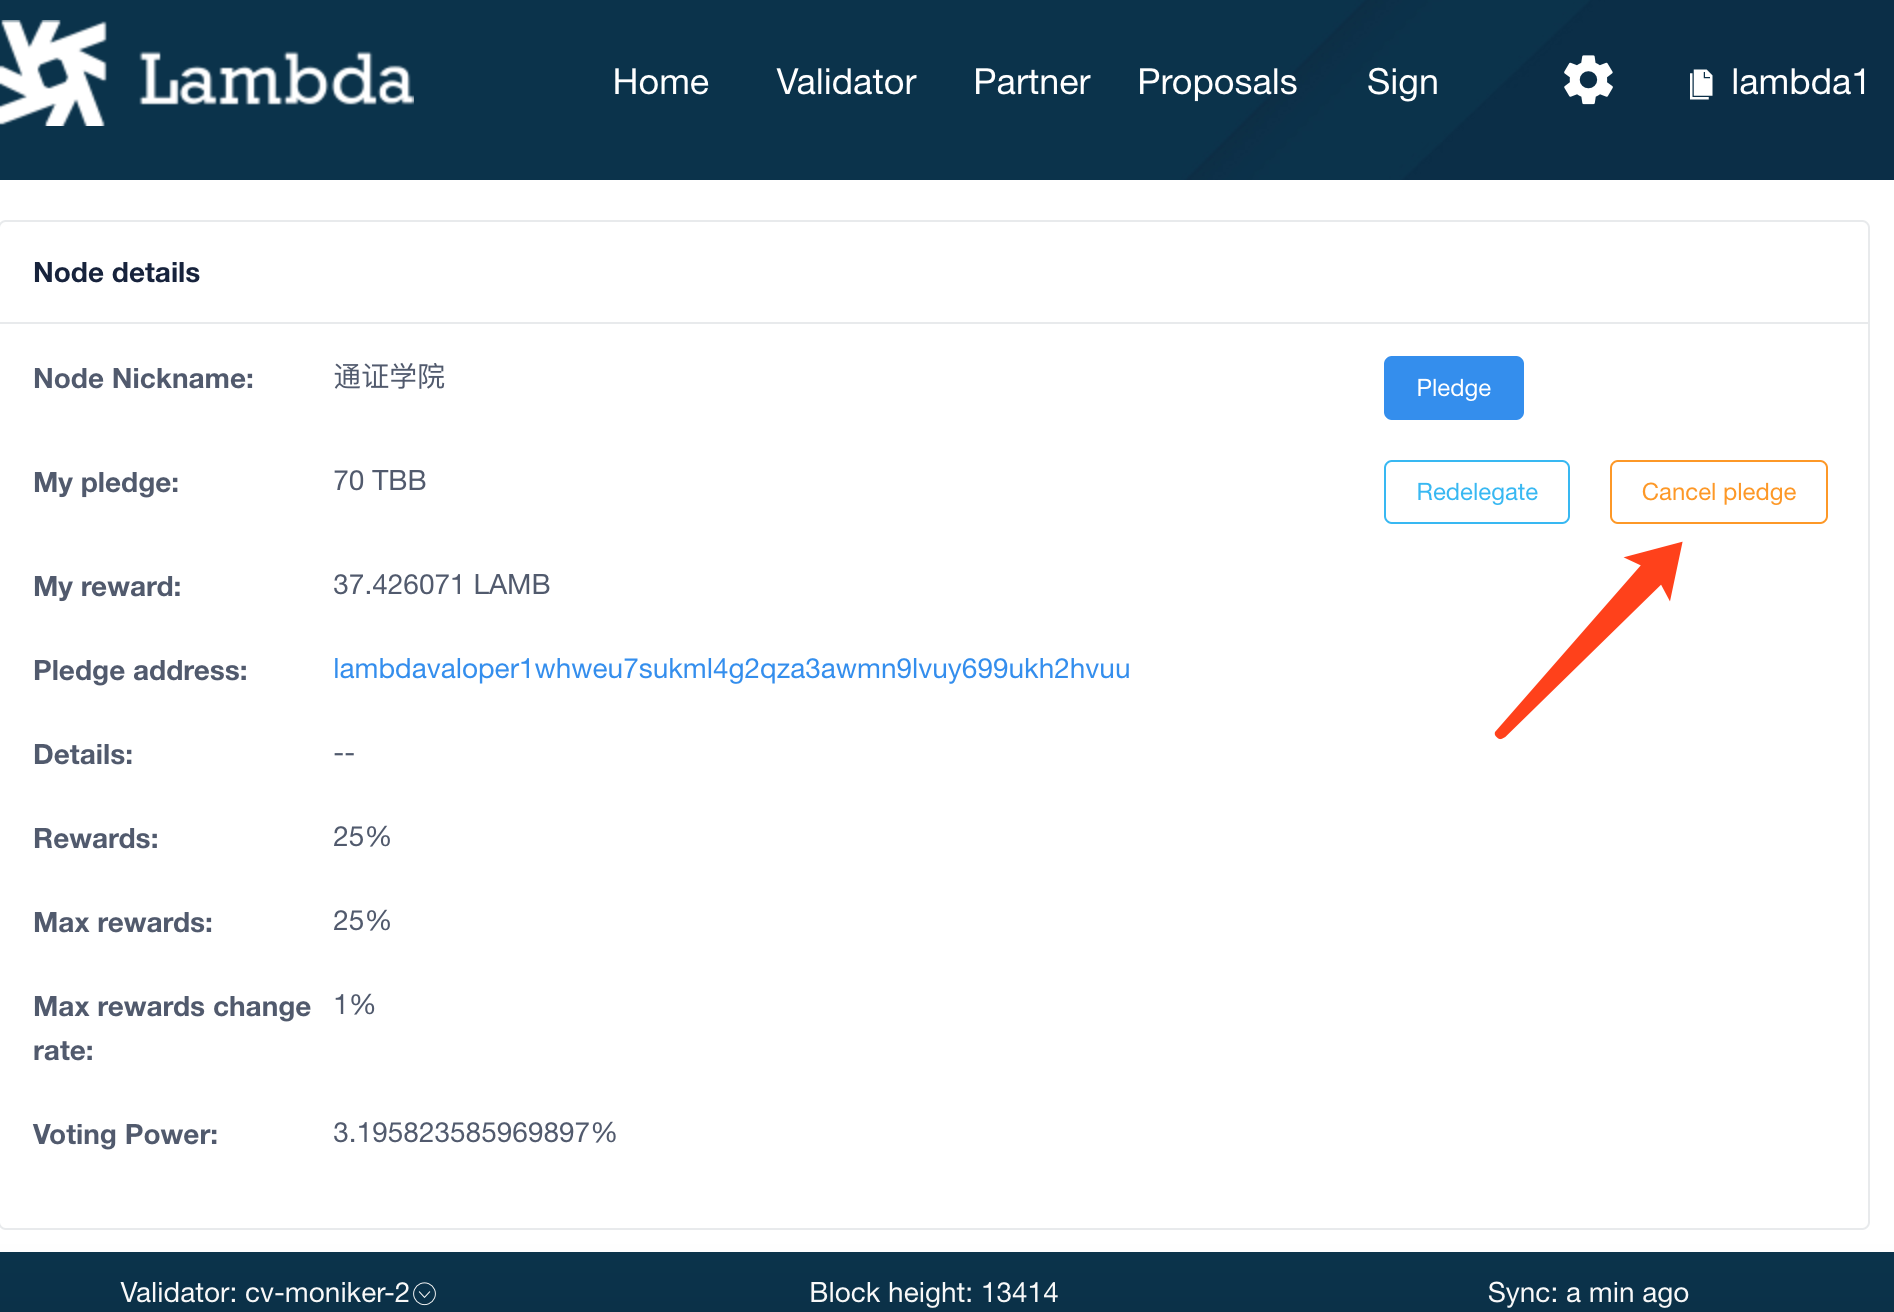 Lambda
Home Validator Partner Proposals Sign lambda1
Node details
Node Nickname: 通证学院 Pledge
My pledge: 70 TBB Redelegate Cancel pledge
My reward: 37.426071 LAMB
Pledge address: lambdavaloper1whweu7sukml4g2qza3awmn9lvuy699ukh2hvuu
Details: --
Rewards: 25%
Max rewards: 25%
Max rewards change 1%
rate:
Voting Power: 3.195823585969897%
Validator: cv-moniker-2 Block height: 13414 Sync: a min ago